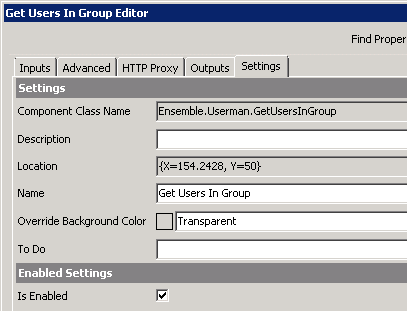 Get Users In Group Editor
Find Proper
Inputs Advanced HTTP Proxy Outputs Settings
Settings
Component Class Name Ensemble.Userman.GetUsersInGroup
Description
Location {X=154.2428, Y=50}
Name Get Users In Group
Override Background Color Transparent
To Do
Enabled Settings
Is Enabled